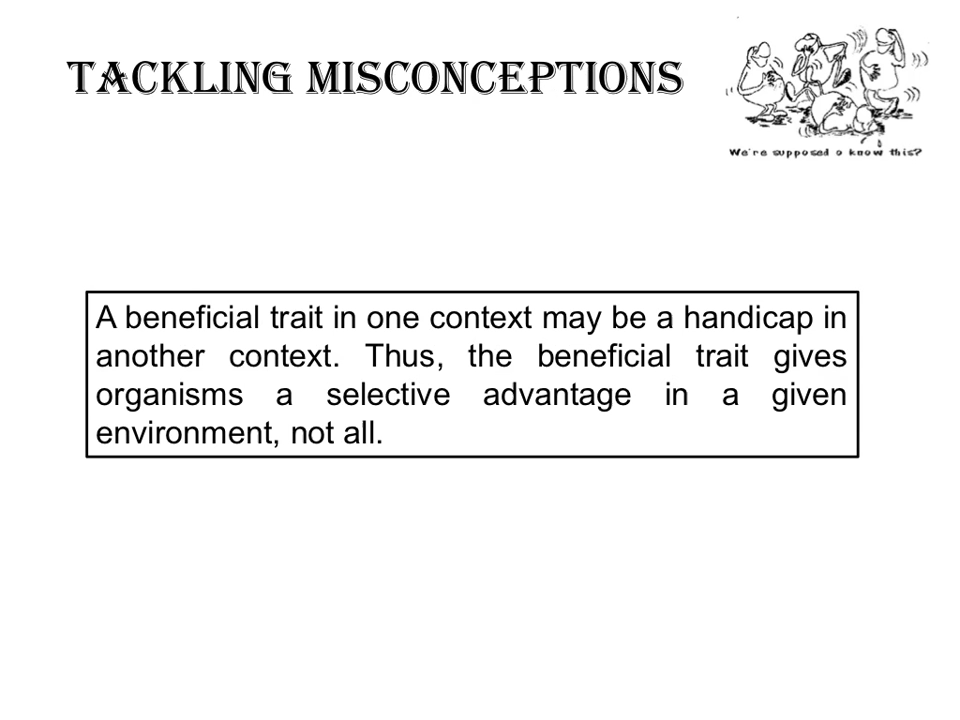 TACKLING MISCONCEPTIONS
We're supposed o know this?
A beneficial trait in one context may be a handicap in
another context. Thus, the beneficial trait gives
organisms a selective advantage in a given
environment, not all.